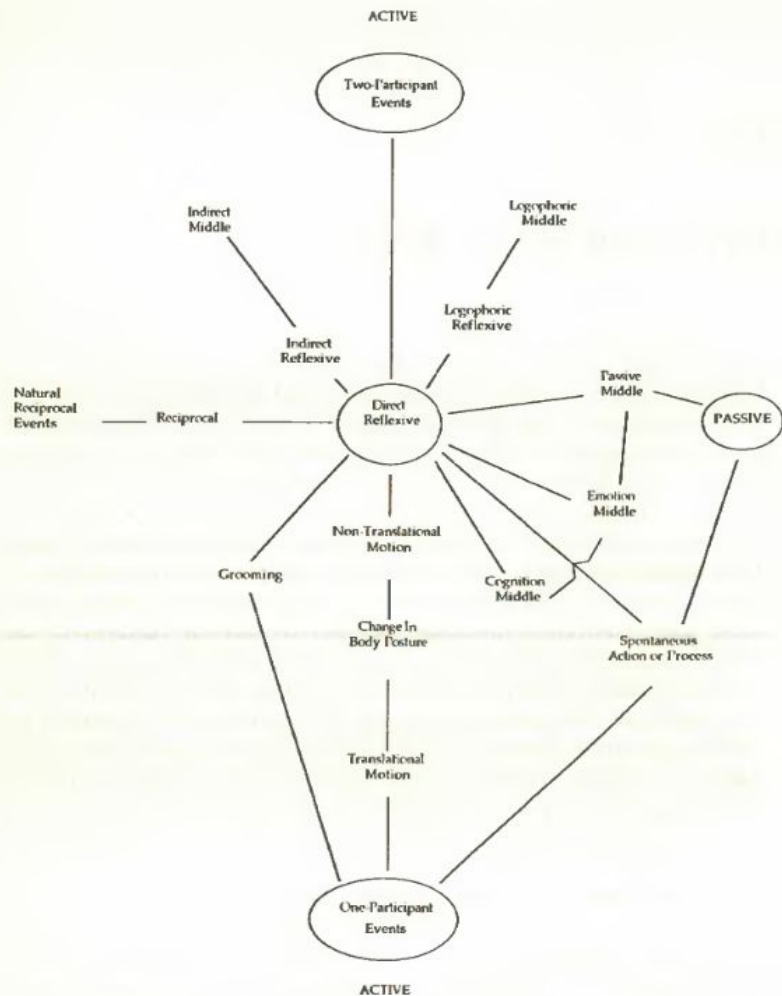 ACTIVE
Two-Participant
Events
Indirect
Middle
Logophoric
Middle
Logophoric
Reflexive
Indirect
Reflexive
Natural
Reciprocal
Events
Reciprocal
Direct
Reflexive
Passive
Middle
PASSIVE
Emotion
Middle
Non-Translational
Motion
Grooming
Cognition
Middle
Change In
Body Posture
Spontaneous
Action or Process
Translational
Motion
One-Participant
Events
ACTIVE